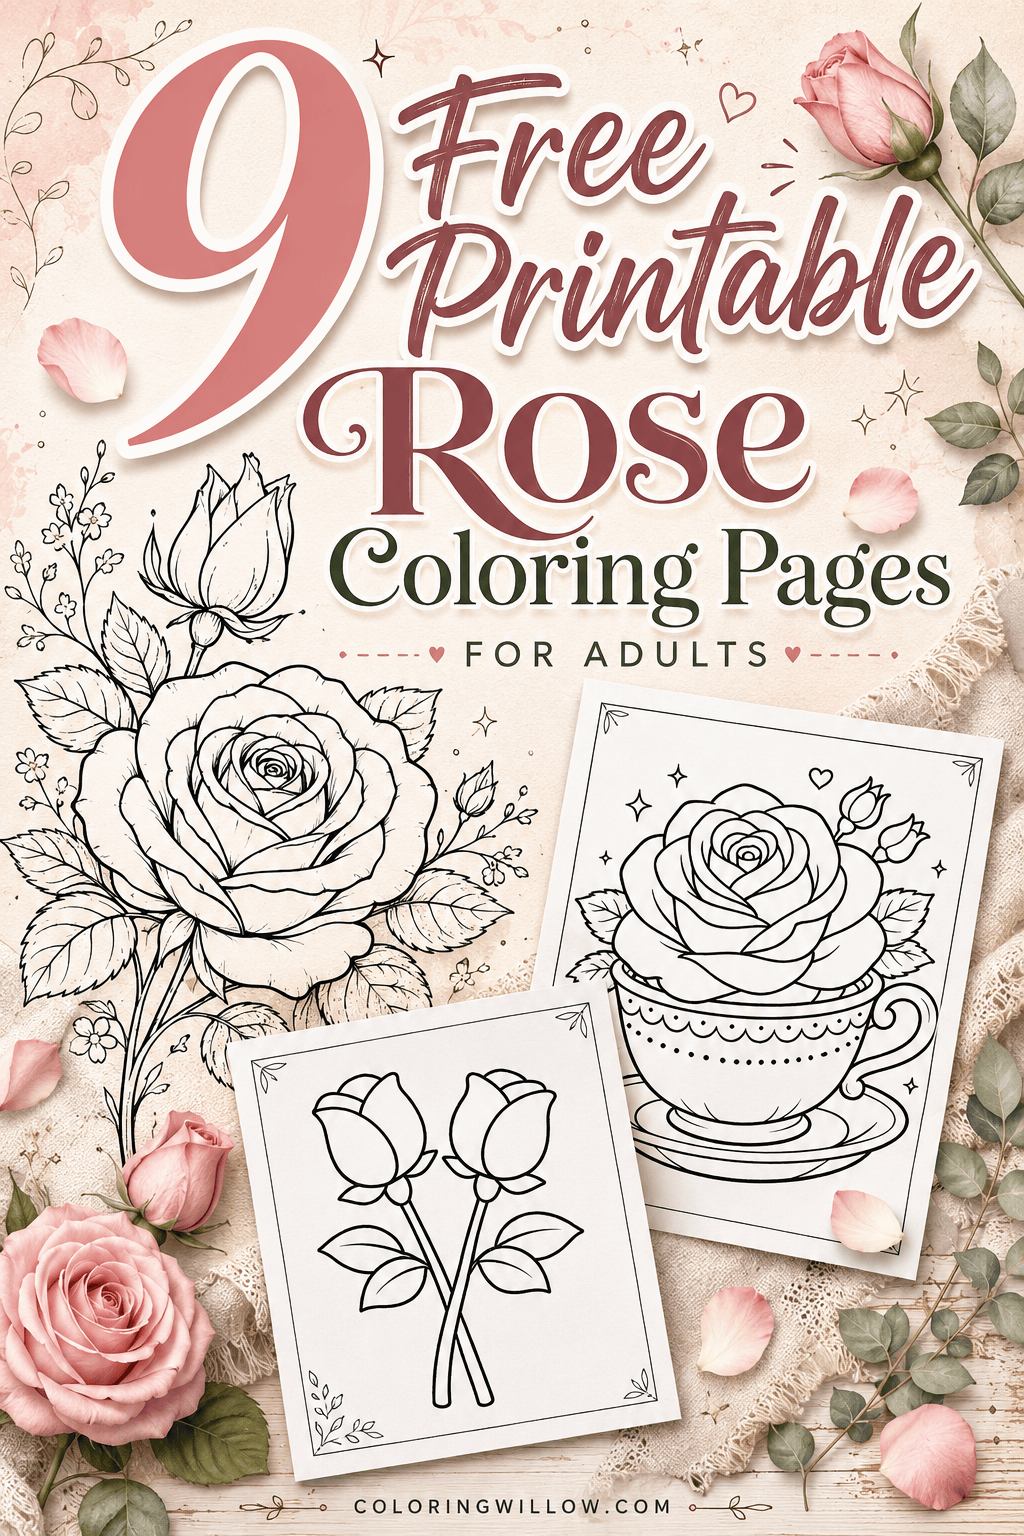 9
Free
Printable
Rose
Coloring Pages
FOR ADULTS
COLORINGWILLOW.COM